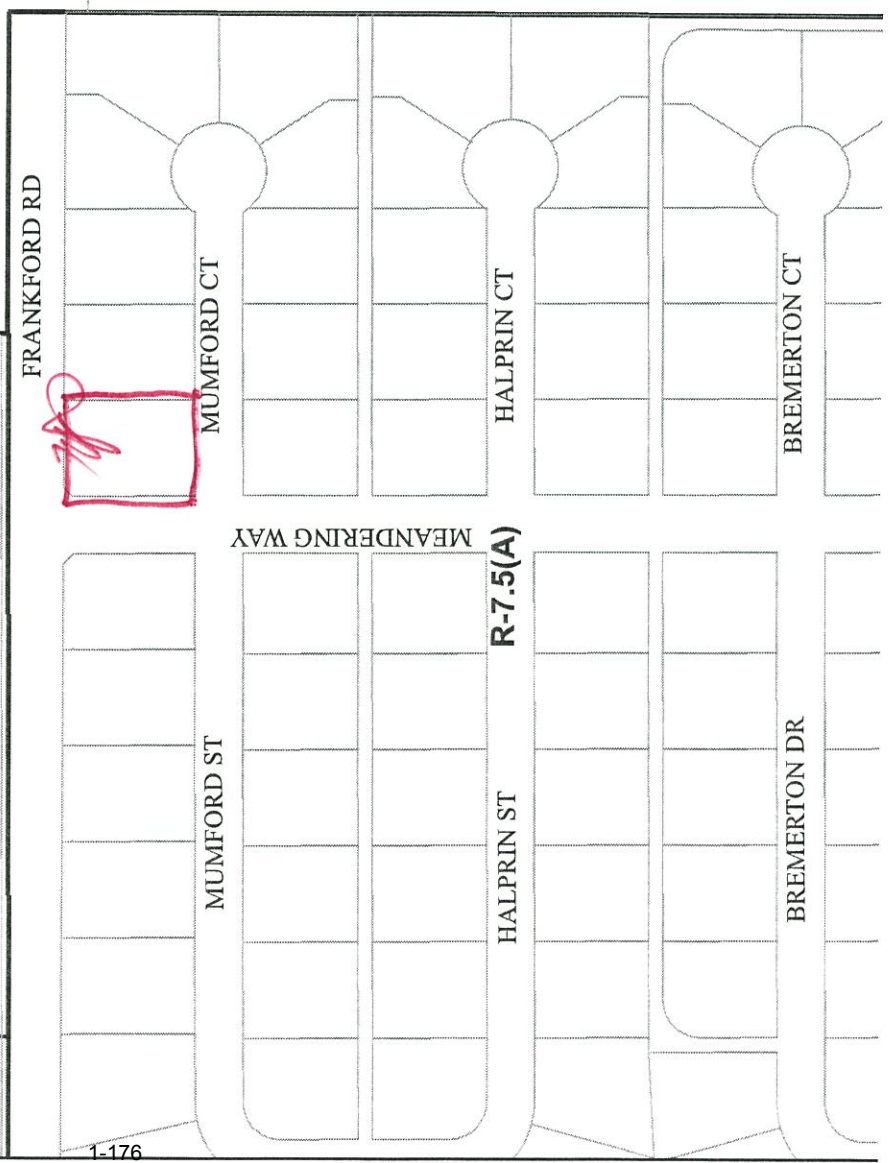 FRANKFORD RD
MUMFORD CT
HALPRIN CT
BREMERTON CT
MEANDERING WAY
R-7.5(A)
MUMFORD ST
HALPRIN ST
BREMERTON DR
1-176